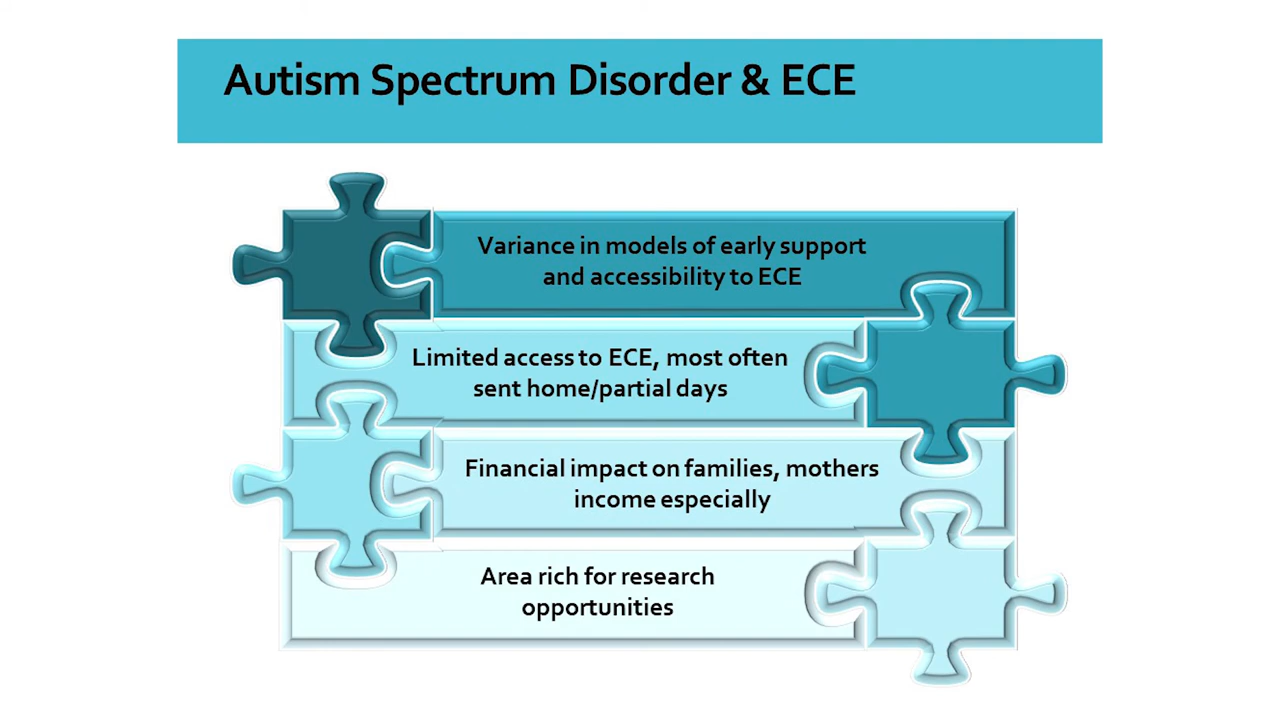 Autism Spectrum Disorder & ECE
Variance in models of early support
and accessibility to ECE
Limited access to ECE, most often
sent home/partial days
Financial impact on families, mothers
income especially
Area rich for research
opportunities